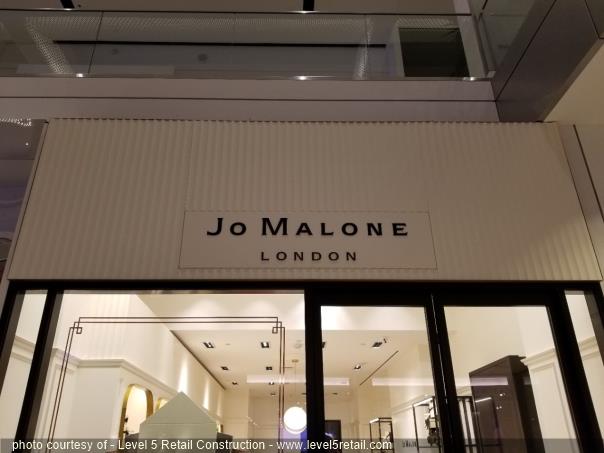 JO MALONE
LONDON
photo courtesy of - Level 5 Retail Construction - www.level5retail.com